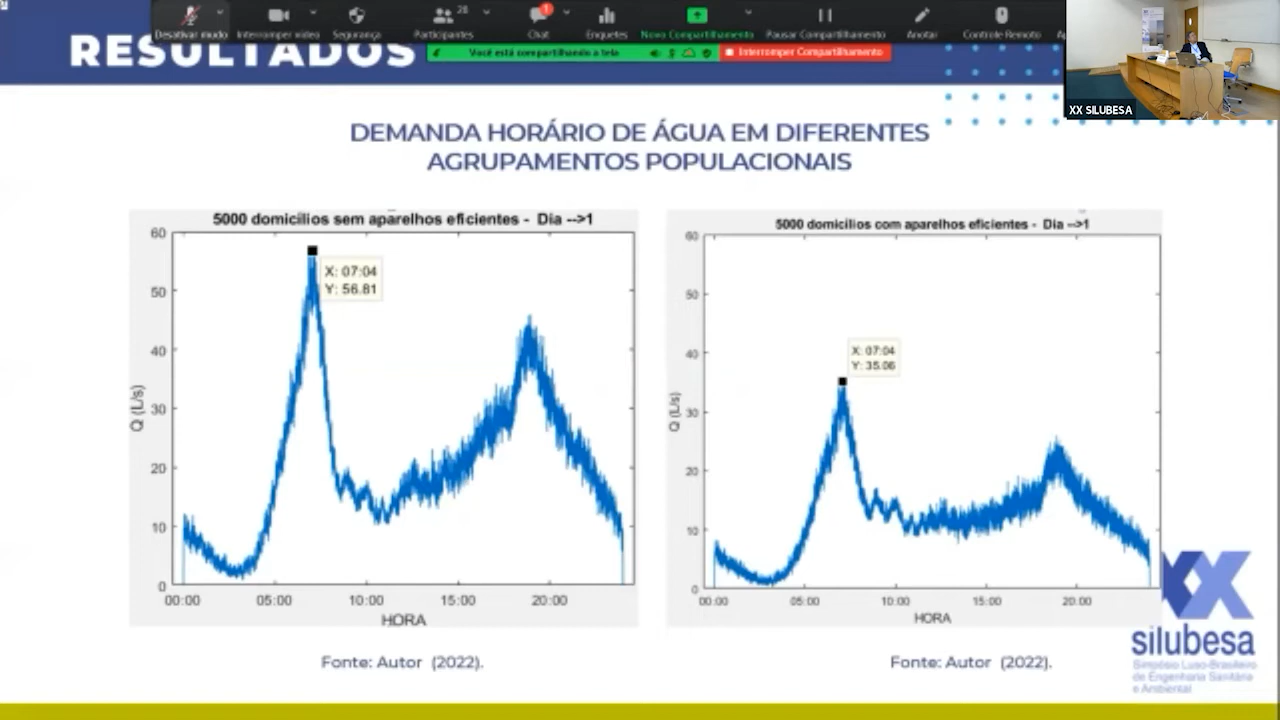 Desativar mudo
Interromper vídeo
Segurança
Participantes
28
Chat
1
Enquetes
Novo Compartilhamento
Pausar Compartilhamento
Anotar
Controle Remoto
RESULTADOS
Você está compartilhando a tela
Interromper Compartilhamento
XX SILUBESA
DEMANDA HORÁRIO DE ÁGUA EM DIFERENTES
AGRUPAMENTOS POPULACIONAIS
5000 domicílios sem aparelhos eficientes - Dia -->1
60
50
40
30
20
10
0
Q (L/s)
X: 07:04
Y: 56.81
00:00
05:00
10:00
15:00
20:00
HORA
Fonte: Autor (2022).
5000 domicílios com aparelhos eficientes - Dia -->1
60
50
40
30
20
10
0
Q (L/s)
X: 07:04
Y: 35.06
00:00
05:00
10:00
15:00
20:00
HORA
Fonte: Autor (2022).
XX
silubesa
Simpósio Luso-Brasileiro
de Engenharia Sanitária
e Ambiental